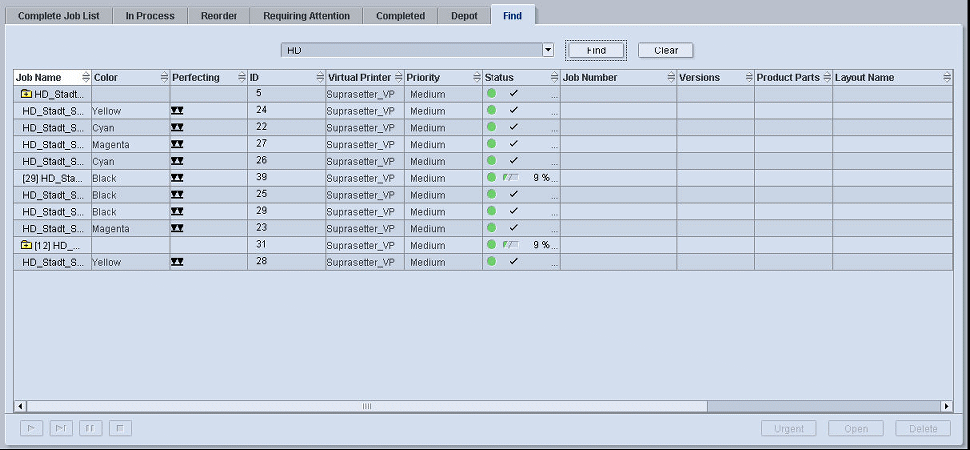 Complete Job List In Process Reorder Requiring Attention Completed Depot Find
HD Find Clear
Job Name Color Perfecting ID Virtual Printer Priority Status Job Number Versions Product Parts Layout Name
HD_Stadt... 5 Suprasetter_VP Medium ...
HD_Stadt_S... Yellow 24 Suprasetter_VP Medium ...
HD_Stadt_S... Cyan 22 Suprasetter_VP Medium ...
HD_Stadt_S... Magenta 27 Suprasetter_VP Medium ...
HD_Stadt_S... Cyan 26 Suprasetter_VP Medium ...
[29] HD_Sta... Black 39 Suprasetter_VP Medium 9 %...
HD_Stadt_S... Black 25 Suprasetter_VP Medium ...
HD_Stadt_S... Black 29 Suprasetter_VP Medium ...
HD_Stadt_S... Magenta 23 Suprasetter_VP Medium ...
[12] HD_... 31 Suprasetter_VP Medium 9 %...
HD_Stadt_S... Yellow 28 Suprasetter_VP Medium ...
Urgent Open Delete